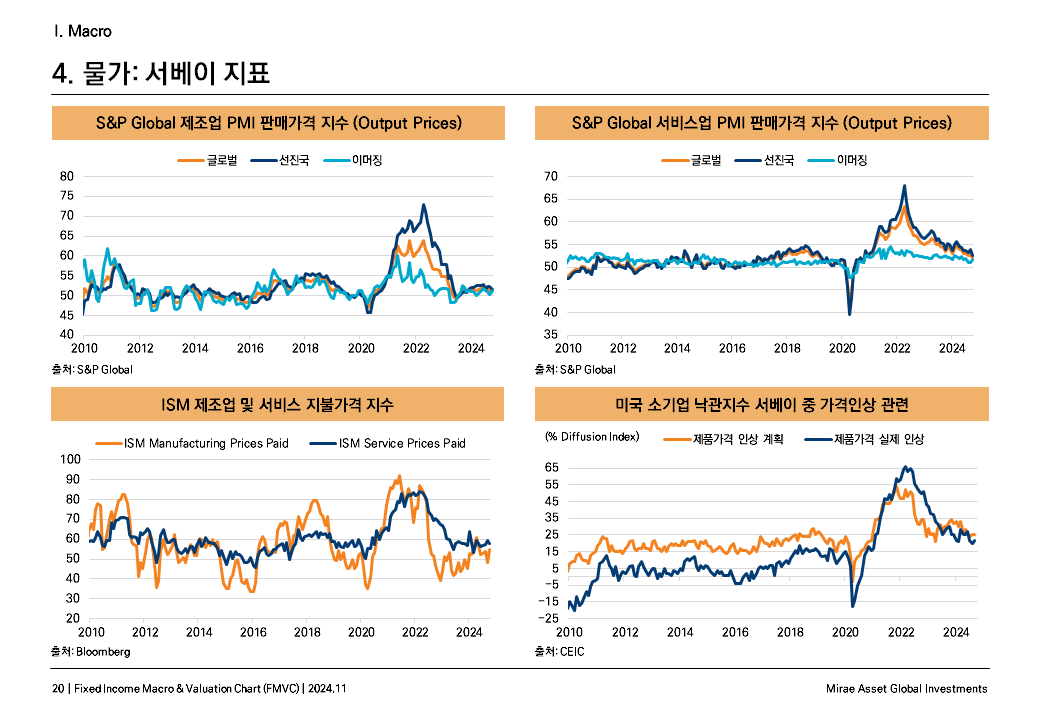 I. Macro
4. 물가: 서베이 지표
S&P Global 제조업 PMI 판매가격 지수 (Output Prices)
글로벌 선진국 이머징
80
75
70
65
60
55
50
45
40
2010 2012 2014 2016 2018 2020 2022 2024
출처: S&P Global
S&P Global 서비스업 PMI 판매가격 지수 (Output Prices)
글로벌 선진국 이머징
70
65
60
55
50
45
40
35
2010 2012 2014 2016 2018 2020 2022 2024
출처: S&P Global
ISM 제조업 및 서비스 지불가격 지수
ISM Manufacturing Prices Paid ISM Service Prices Paid
100
90
80
70
60
50
40
30
20
2010 2012 2014 2016 2018 2020 2022 2024
출처: Bloomberg
미국 소기업 낙관지수 서베이 중 가격인상 관련
(% Diffusion Index) 제품가격 인상 계획 제품가격 실제 인상
65
55
45
35
25
15
5
-5
-15
-25
2010 2012 2014 2016 2018 2020 2022 2024
출처: CEIC
20 | Fixed Income Macro & Valuation Chart (FMVC) | 2024.11
Mirae Asset Global Investments